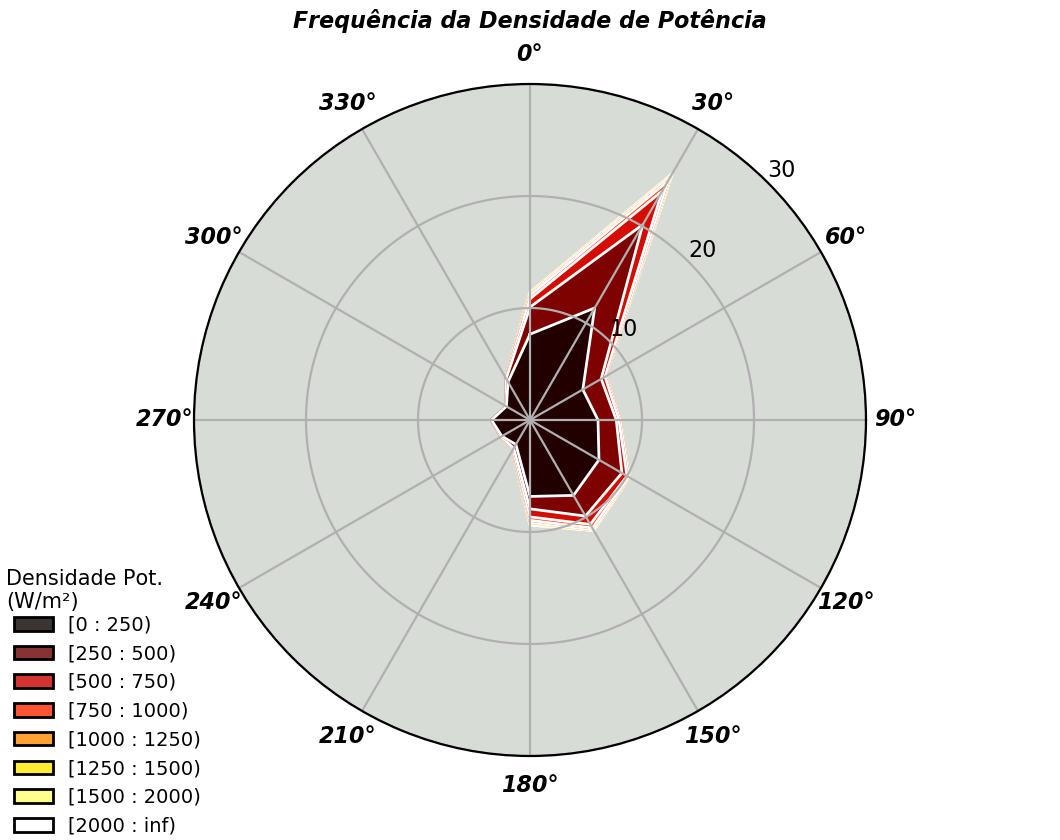 Frequência da Densidade de Potência
0°
330°
30°
30
300°
60°
20
10
270°
90°
240°
120°
210°
150°
180°
Densidade Pot.
(W/m²)
[0 : 250)
[250 : 500)
[500 : 750)
[750 : 1000)
[1000 : 1250)
[1250 : 1500)
[1500 : 2000)
[2000 : inf)